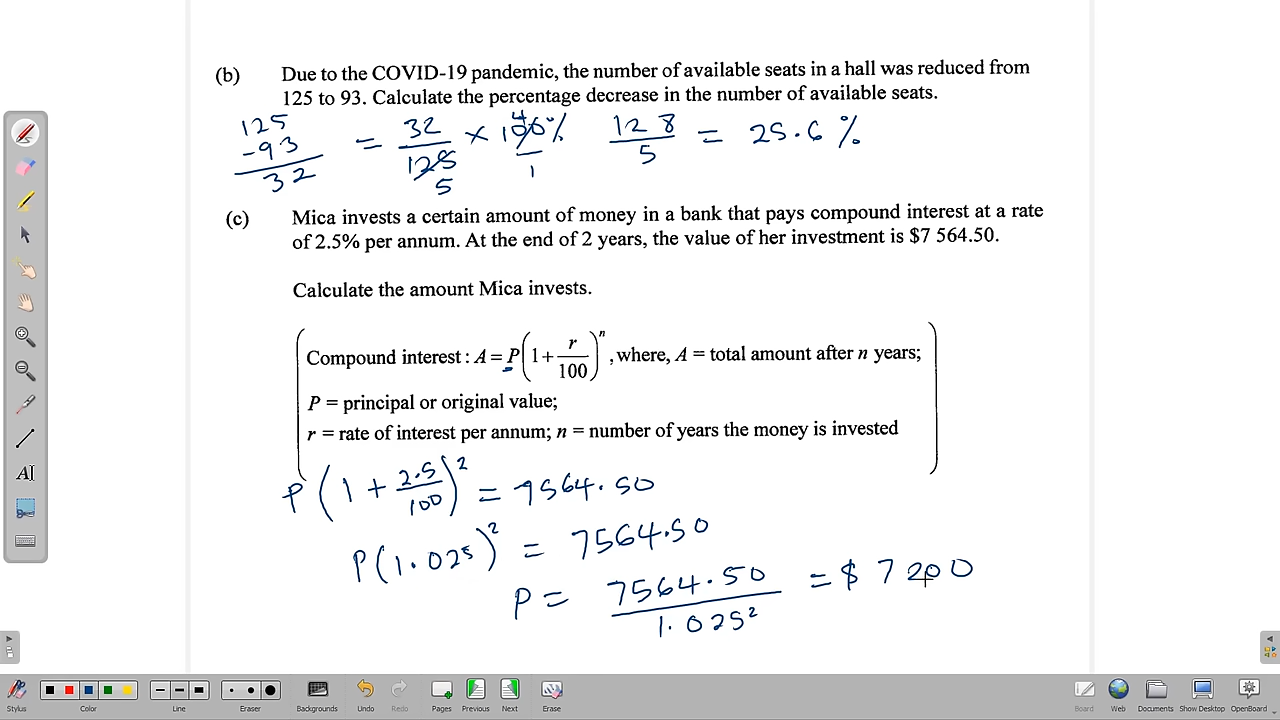 (b) Due to the COVID-19 pandemic, the number of available seats in a hall was reduced from
125 to 93. Calculate the percentage decrease in the number of available seats.
125
-93
32
= 32/125 × 100%/1
4
5
128/5 = 25.6 %
(c) Mica invests a certain amount of money in a bank that pays compound interest at a rate
of 2.5% per annum. At the end of 2 years, the value of her investment is $7 564.50.
Calculate the amount Mica invests.
Compound interest : A = P(1 + r/100)^n, where, A = total amount after n years;
P = principal or original value;
r = rate of interest per annum; n = number of years the money is invested
P(1 + 2.5/100)^2 = 7564.50
P(1.025)^2 = 7564.50
P = 7564.50/1.025^2 = $ 7200
AI
Stylus
Color
Line
Eraser
Backgrounds
Undo
Redo
Pages
Previous
Next
Erase
Board
Web
Documents
Show Desktop
OpenBoard